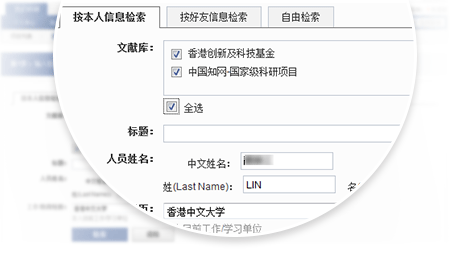 按本人信息检索 按好友信息检索 自由检索
文献库：
香港创新及科技基金
中国知网-国家级科研项目
全选
标题：
人员姓名： 中文姓名：
姓(Last Name)： LIN 名
香港中文大学
目前工作/学习单位